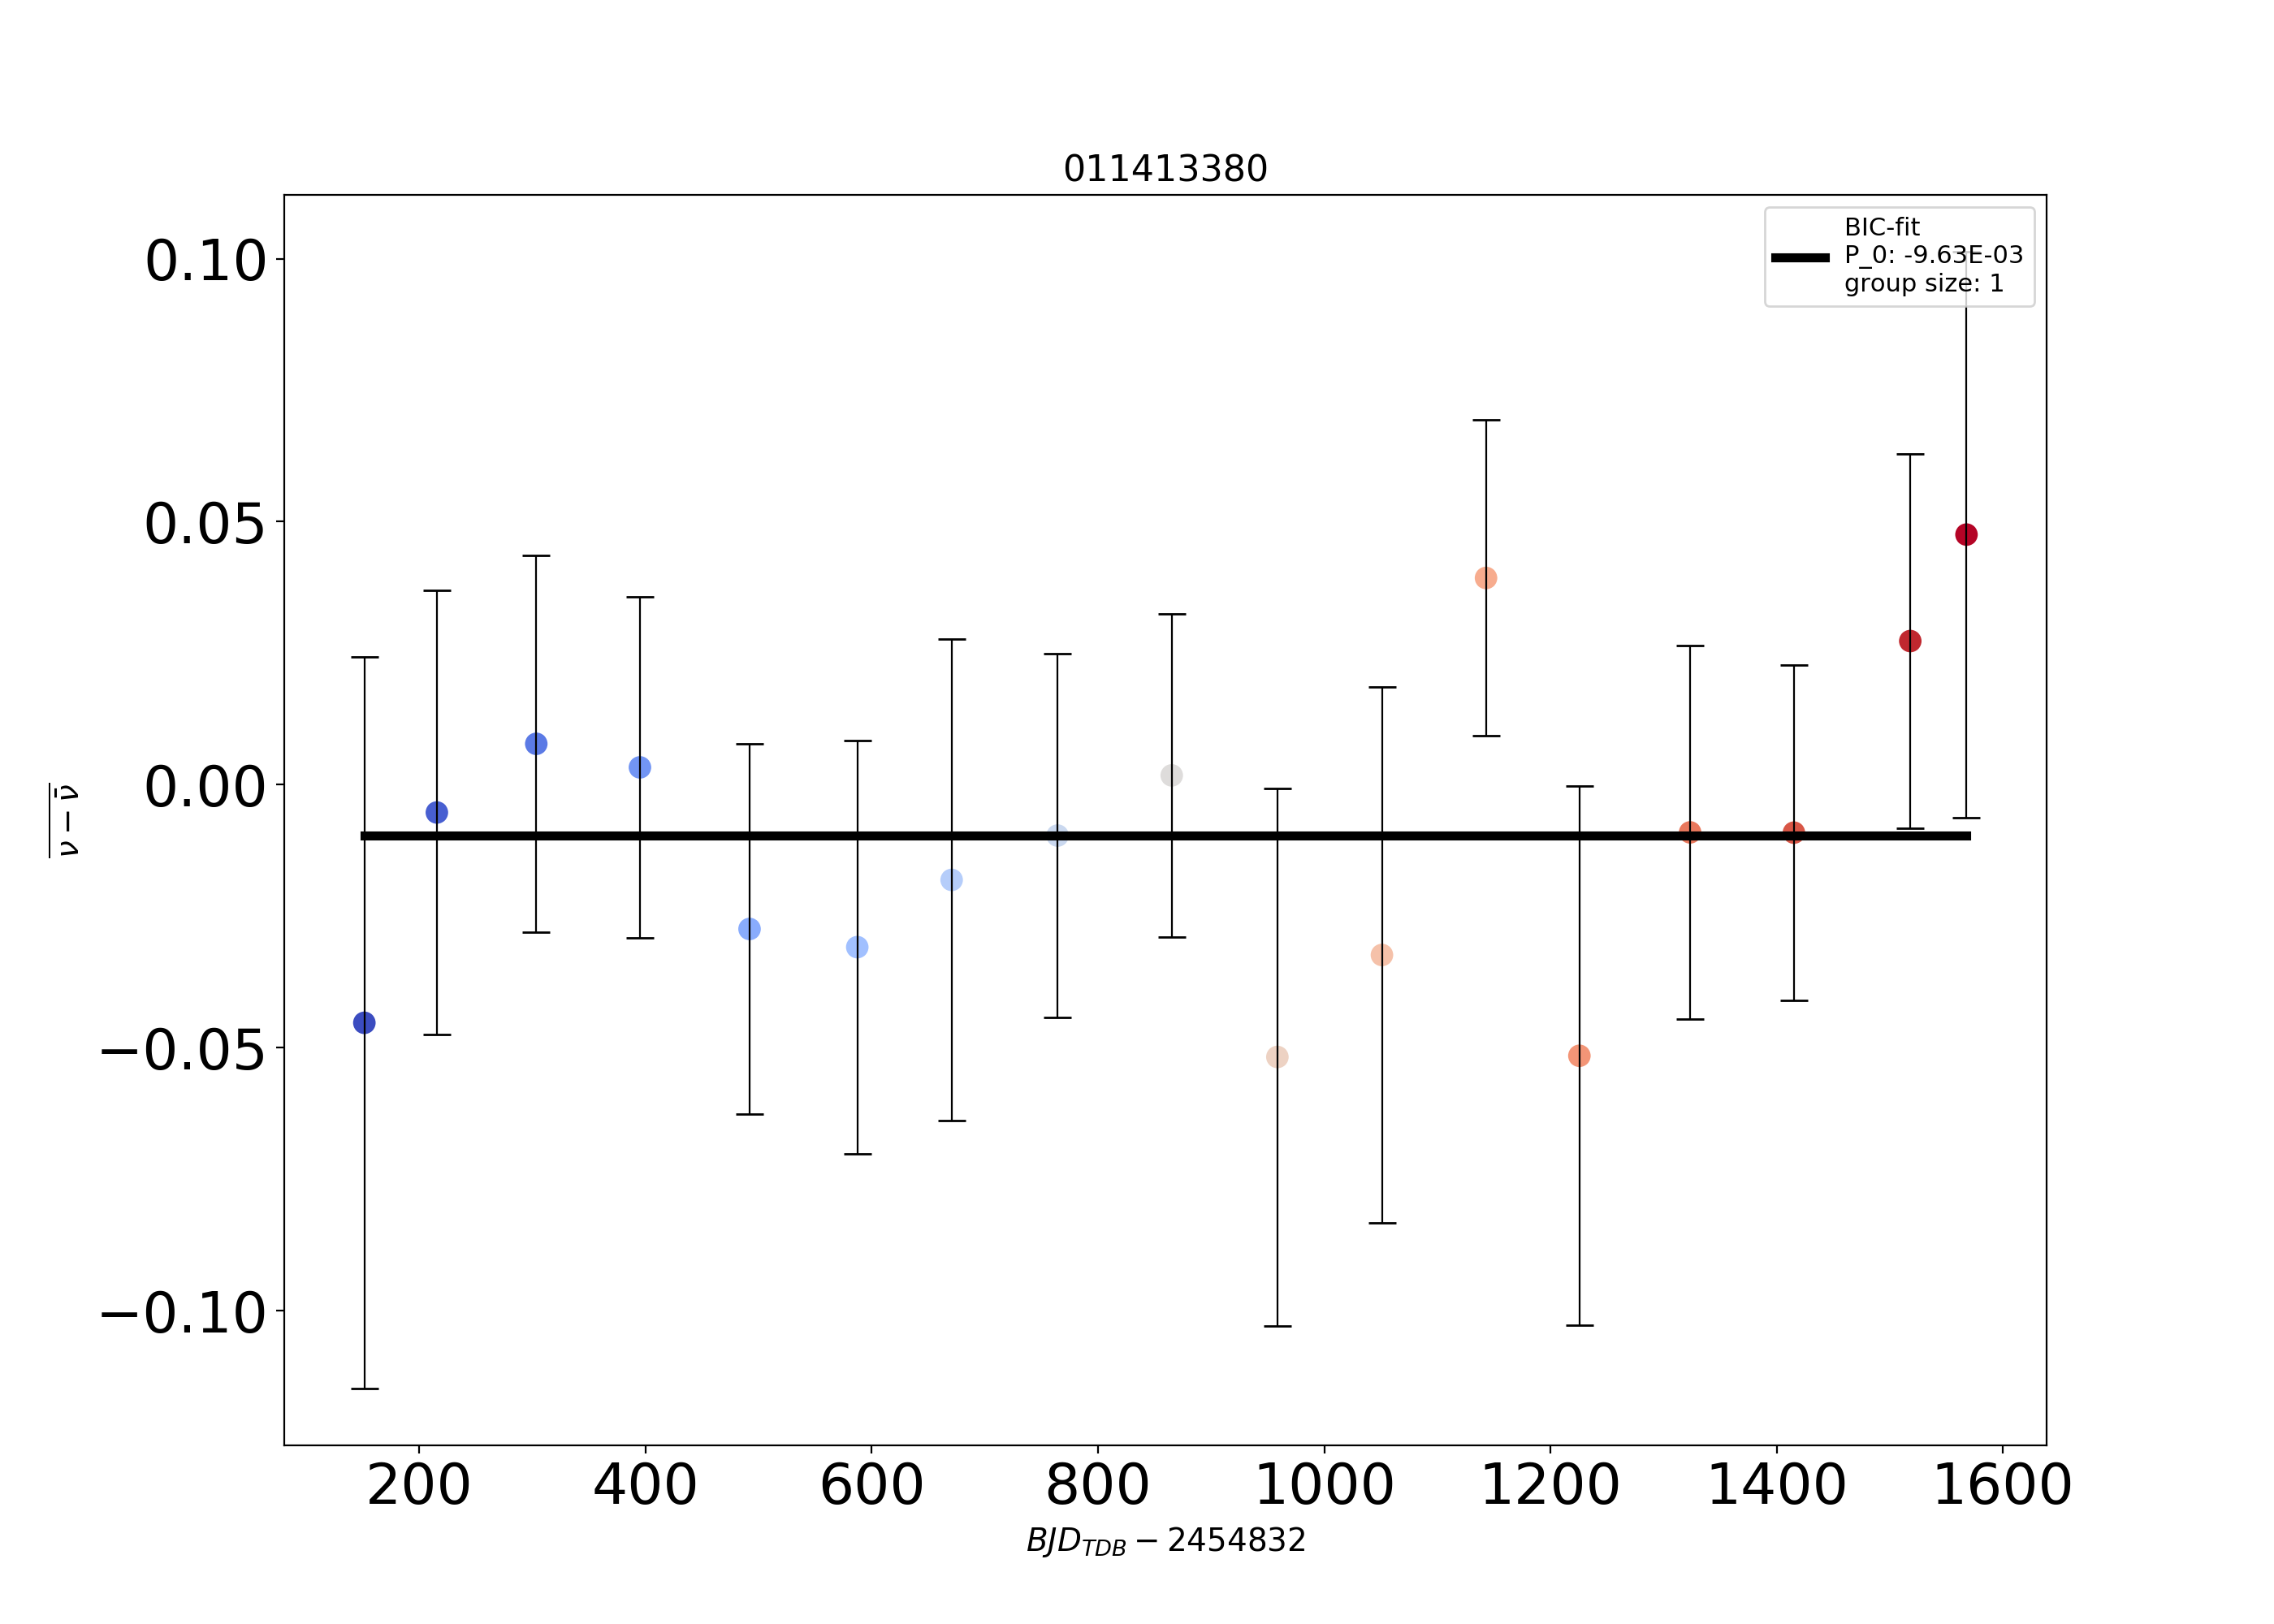 011413380
BIC-fit
P_0: -9.63E-03
group size: 1
0.10
0.05
0.00
−0.05
−0.10
ν − ν̄
200 400 600 800 1000 1200 1400 1600
BJD_TDB − 2454832